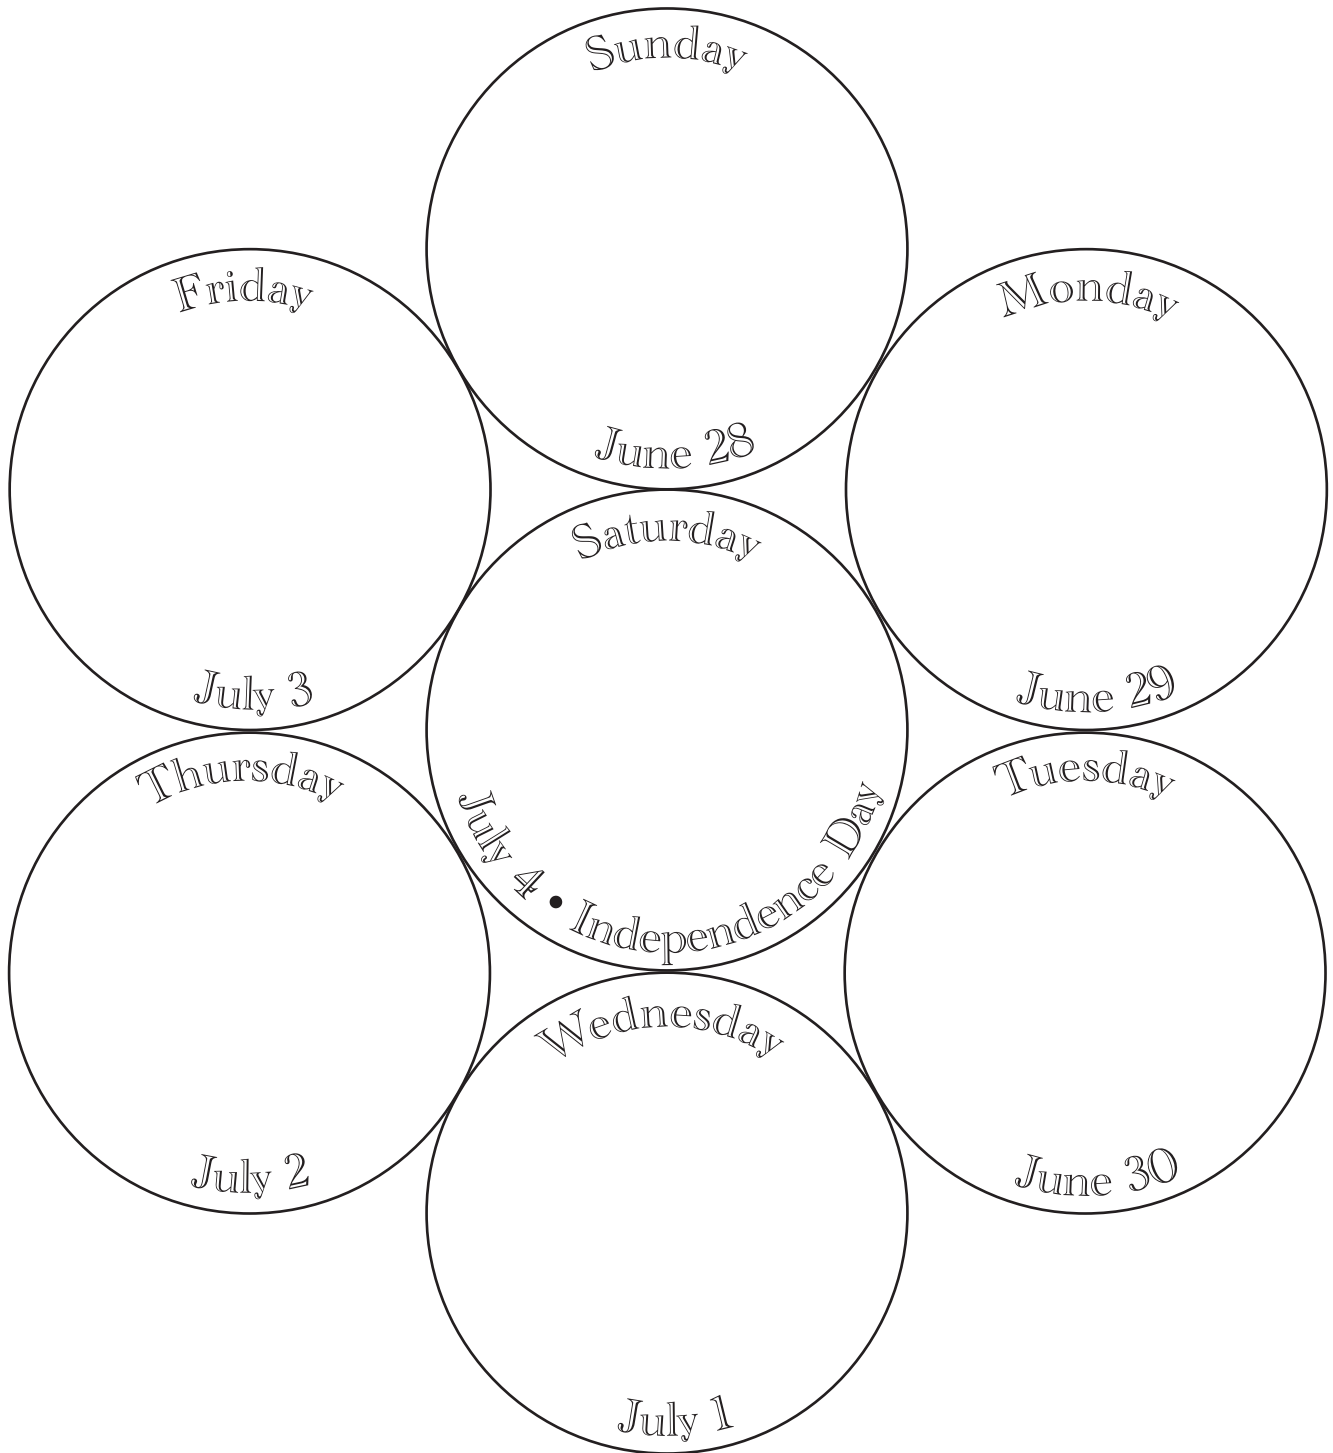 Sunday
June 28
Monday
June 29
Tuesday
June 30
Wednesday
July 1
Thursday
July 2
Friday
July 3
Saturday
July 4 • Independence Day